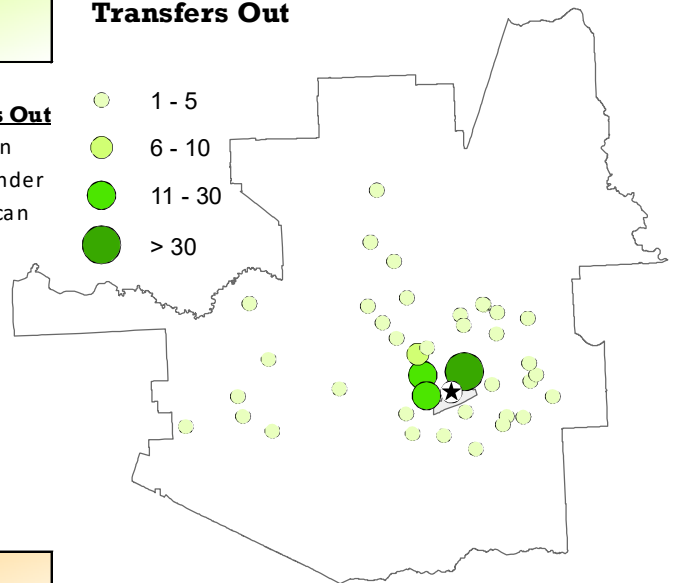 Transfers Out
s Out
n
nder
can
1 - 5
6 - 10
11 - 30
> 30